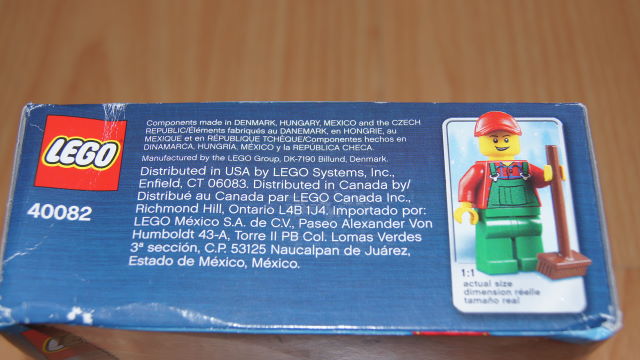 LEGO
40082
Components made in DENMARK, HUNGARY, MEXICO and the CZECH
REPUBLIC/Éléments fabriqués au DANEMARK, en HONGRIE, au
MEXIQUE et en RÉPUBLIQUE TCHÈQUE/Componentes hechos en
DINAMARCA, HUNGRIA, MÉXICO y la REPÚBLICA CHECA.
Manufactured by the LEGO Group, DK-7190 Billund, Denmark.
Distributed in USA by LEGO Systems, Inc.,
Enfield, CT 06083. Distributed in Canada by/
Distribué au Canada par LEGO Canada Inc.,
Richmond Hill, Ontario L4B 1J4. Importado por:
LEGO México S.A. de C.V., Paseo Alexander Von
Humboldt 43-A, Torre II PB Col. Lomas Verdes
3ª sección, C.P. 53125 Naucalpan de Juárez,
Estado de México, México.
1:1
actual size
dimension réelle
tamaño real